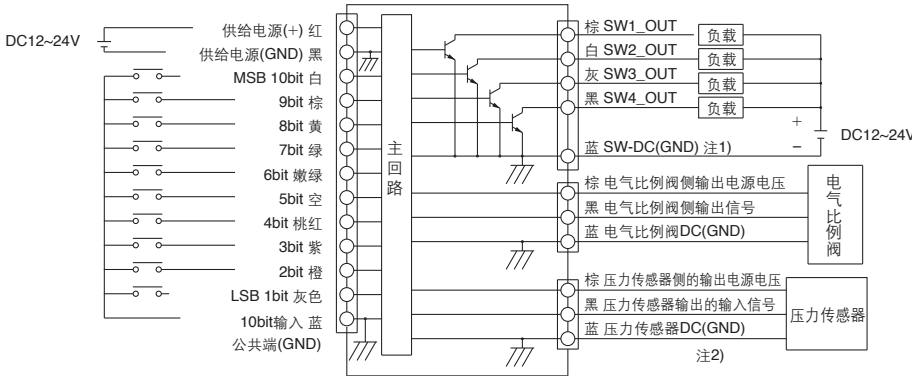 DC12~24V
供给电源(+) 红
供给电源(GND) 黑
MSB 10bit 白
9bit 棕
8bit 黄
7bit 绿
6bit 嫩绿
5bit 空
4bit 桃红
3bit 紫
2bit 橙
LSB 1bit 灰色
10bit输入 蓝
公共端(GND)
主回路
棕 SW1_OUT
负载
白 SW2_OUT
负载
灰 SW3_OUT
负载
黑 SW4_OUT
负载
+
−
DC12~24V
蓝 SW-DC(GND) 注1)
棕 电气比例阀侧输出电源电压
黑 电气比例阀侧输出信号
蓝 电气比例阀DC(GND)
电气比例阀
棕 压力传感器侧的输出电源电压
黑 压力传感器输出的输入信号
蓝 压力传感器DC(GND)
压力传感器
注2)